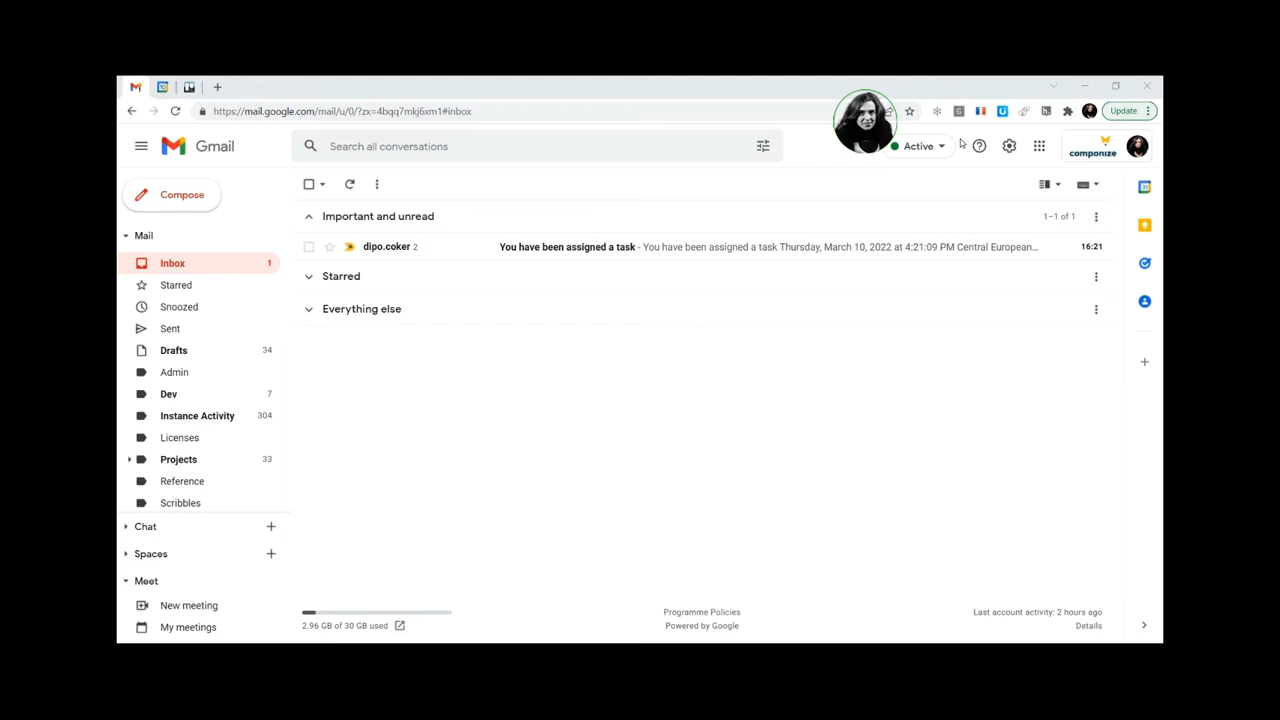 https://mail.google.com/mail/u/0/?zx=4bqq7mkj6xm1#inbox
Update
Gmail
Search all conversations
Active
componize
Compose
Mail
Important and unread
1–1 of 1
dipo.coker 2
You have been assigned a task - You have been assigned a task Thursday, March 10, 2022 at 4:21:09 PM Central European...
16:21
Inbox
1
Starred
Starred
Snoozed
Everything else
Sent
Drafts
34
Admin
Dev
7
Instance Activity
304
Licenses
Projects
33
Reference
Scribbles
Chat
Spaces
Meet
New meeting
My meetings
2.96 GB of 30 GB used
Programme Policies
Powered by Google
Last account activity: 2 hours ago
Details